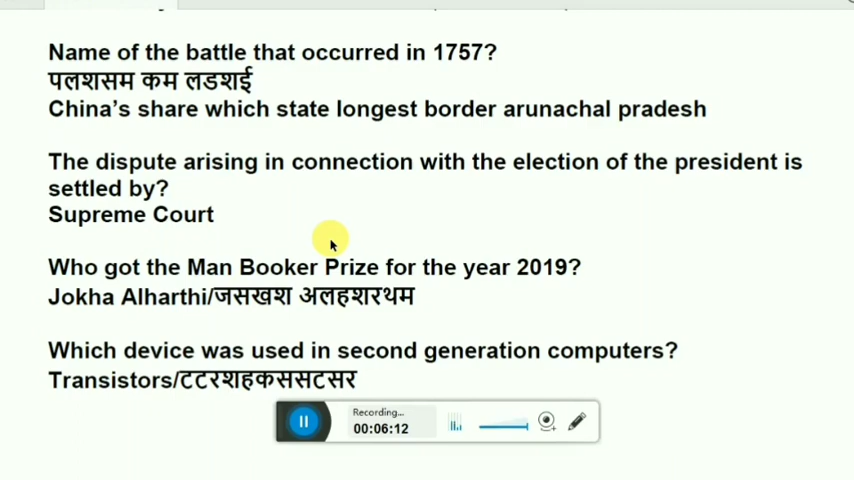 Name of the battle that occurred in 1757?
पलशसम कम लडशई
China's share which state longest border arunachal pradesh
The dispute arising in connection with the election of the president is
settled by?
Supreme Court
Who got the Man Booker Prize for the year 2019?
Jokha Alharthi/जसखश अलहशरथम
Which device was used in second generation computers?
Transistors/टटरशहकससटसर
Recording...
00:06:12